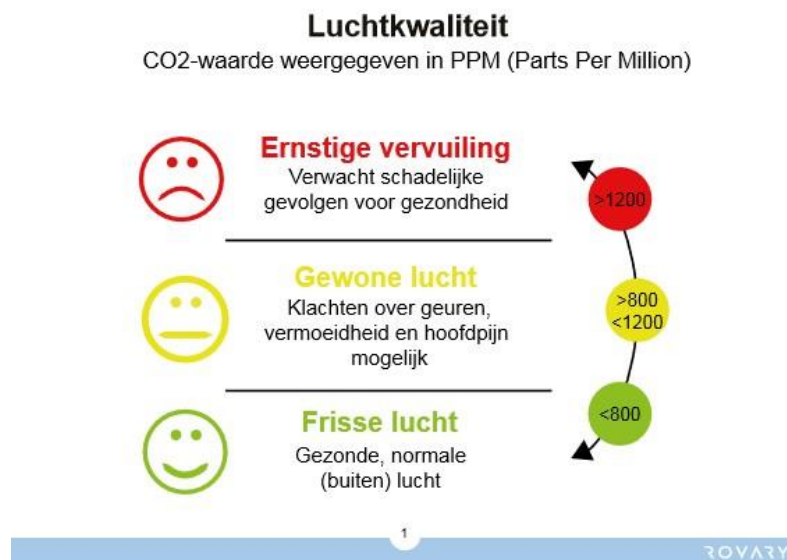 Luchtkwaliteit
CO2-waarde weergegeven in PPM (Parts Per Million)
Ernstige vervuiling
Verwacht schadelijke
gevolgen voor gezondheid
>1200
Gewone lucht
Klachten over geuren,
vermoeidheid en hoofdpijn
mogelijk
>800
<1200
Frisse lucht
Gezonde, normale
(buiten) lucht
<800
1
ROVARY